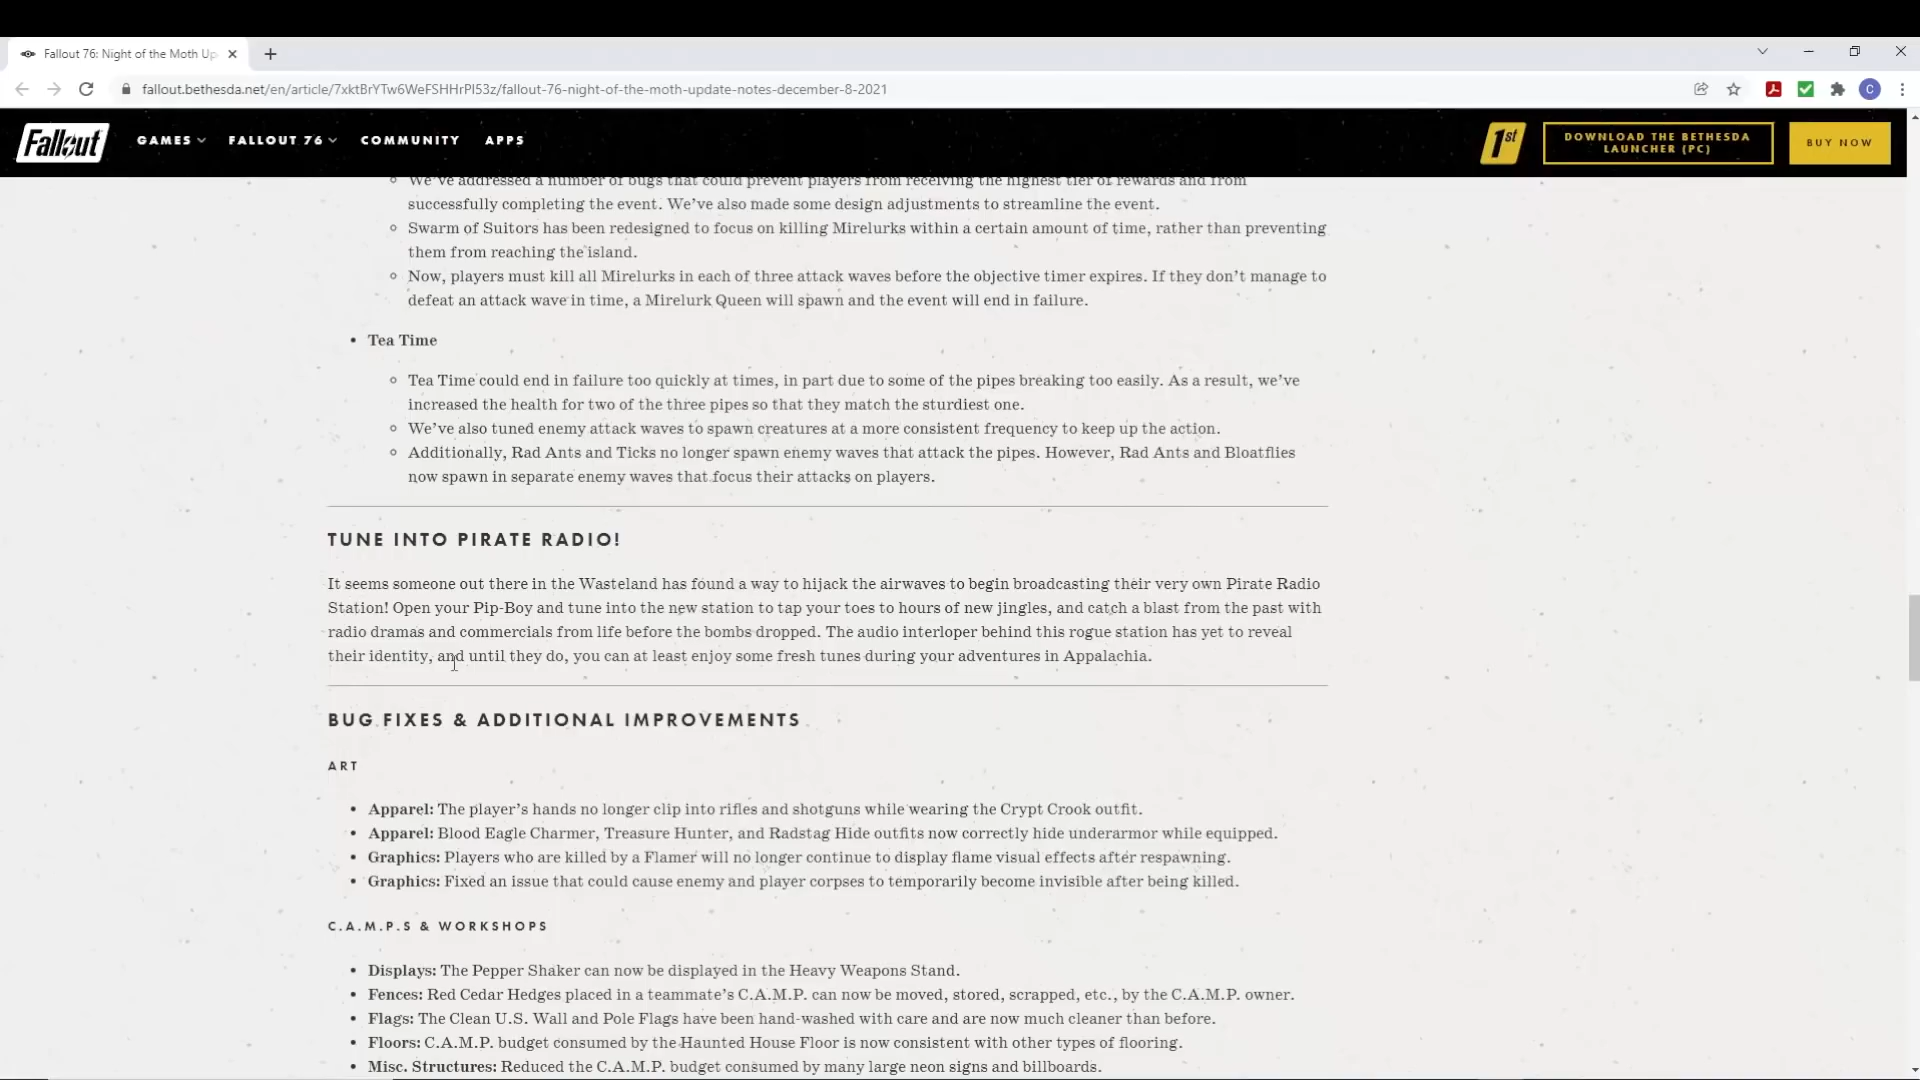 Fallout 76: Night of the Moth Up
fallout.bethesda.net/en/article/7xktBrYTw6WeFSHHrPI53z/fallout-76-night-of-the-moth-update-notes-december-8-2021
C
Fallout GAMES FALLOUT 76 COMMUNITY APPS 1st DOWNLOAD THE BETHESDA LAUNCHER (PC) BUY NOW
We've addressed a number of bugs that could prevent players from receiving the highest tier of rewards and from
successfully completing the event. We've also made some design adjustments to streamline the event.
Swarm of Suitors has been redesigned to focus on killing Mirelurks within a certain amount of time, rather than preventing
them from reaching the island.
Now, players must kill all Mirelurks in each of three attack waves before the objective timer expires. If they don't manage to
defeat an attack wave in time, a Mirelurk Queen will spawn and the event will end in failure.
Tea Time
Tea Time could end in failure too quickly at times, in part due to some of the pipes breaking too easily. As a result, we've
increased the health for two of the three pipes so that they match the sturdiest one.
We've also tuned enemy attack waves to spawn creatures at a more consistent frequency to keep up the action.
Additionally, Rad Ants and Ticks no longer spawn enemy waves that attack the pipes. However, Rad Ants and Bloatflies
now spawn in separate enemy waves that focus their attacks on players.
TUNE INTO PIRATE RADIO!
It seems someone out there in the Wasteland has found a way to hijack the airwaves to begin broadcasting their very own Pirate Radio
Station! Open your Pip-Boy and tune into the new station to tap your toes to hours of new jingles, and catch a blast from the past with
radio dramas and commercials from life before the bombs dropped. The audio interloper behind this rogue station has yet to reveal
their identity, and until they do, you can at least enjoy some fresh tunes during your adventures in Appalachia.
BUG FIXES & ADDITIONAL IMPROVEMENTS
ART
Apparel: The player's hands no longer clip into rifles and shotguns while wearing the Crypt Crook outfit.
Apparel: Blood Eagle Charmer, Treasure Hunter, and Radstag Hide outfits now correctly hide underarmor while equipped.
Graphics: Players who are killed by a Flamer will no longer continue to display flame visual effects after respawning.
Graphics: Fixed an issue that could cause enemy and player corpses to temporarily become invisible after being killed.
C.A.M.P.S & WORKSHOPS
Displays: The Pepper Shaker can now be displayed in the Heavy Weapons Stand.
Fences: Red Cedar Hedges placed in a teammate's C.A.M.P. can now be moved, stored, scrapped, etc., by the C.A.M.P. owner.
Flags: The Clean U.S. Wall and Pole Flags have been hand-washed with care and are now much cleaner than before.
Floors: C.A.M.P. budget consumed by the Haunted House Floor is now consistent with other types of flooring.
Misc. Structures: Reduced the C.A.M.P. budget consumed by many large neon signs and billboards.